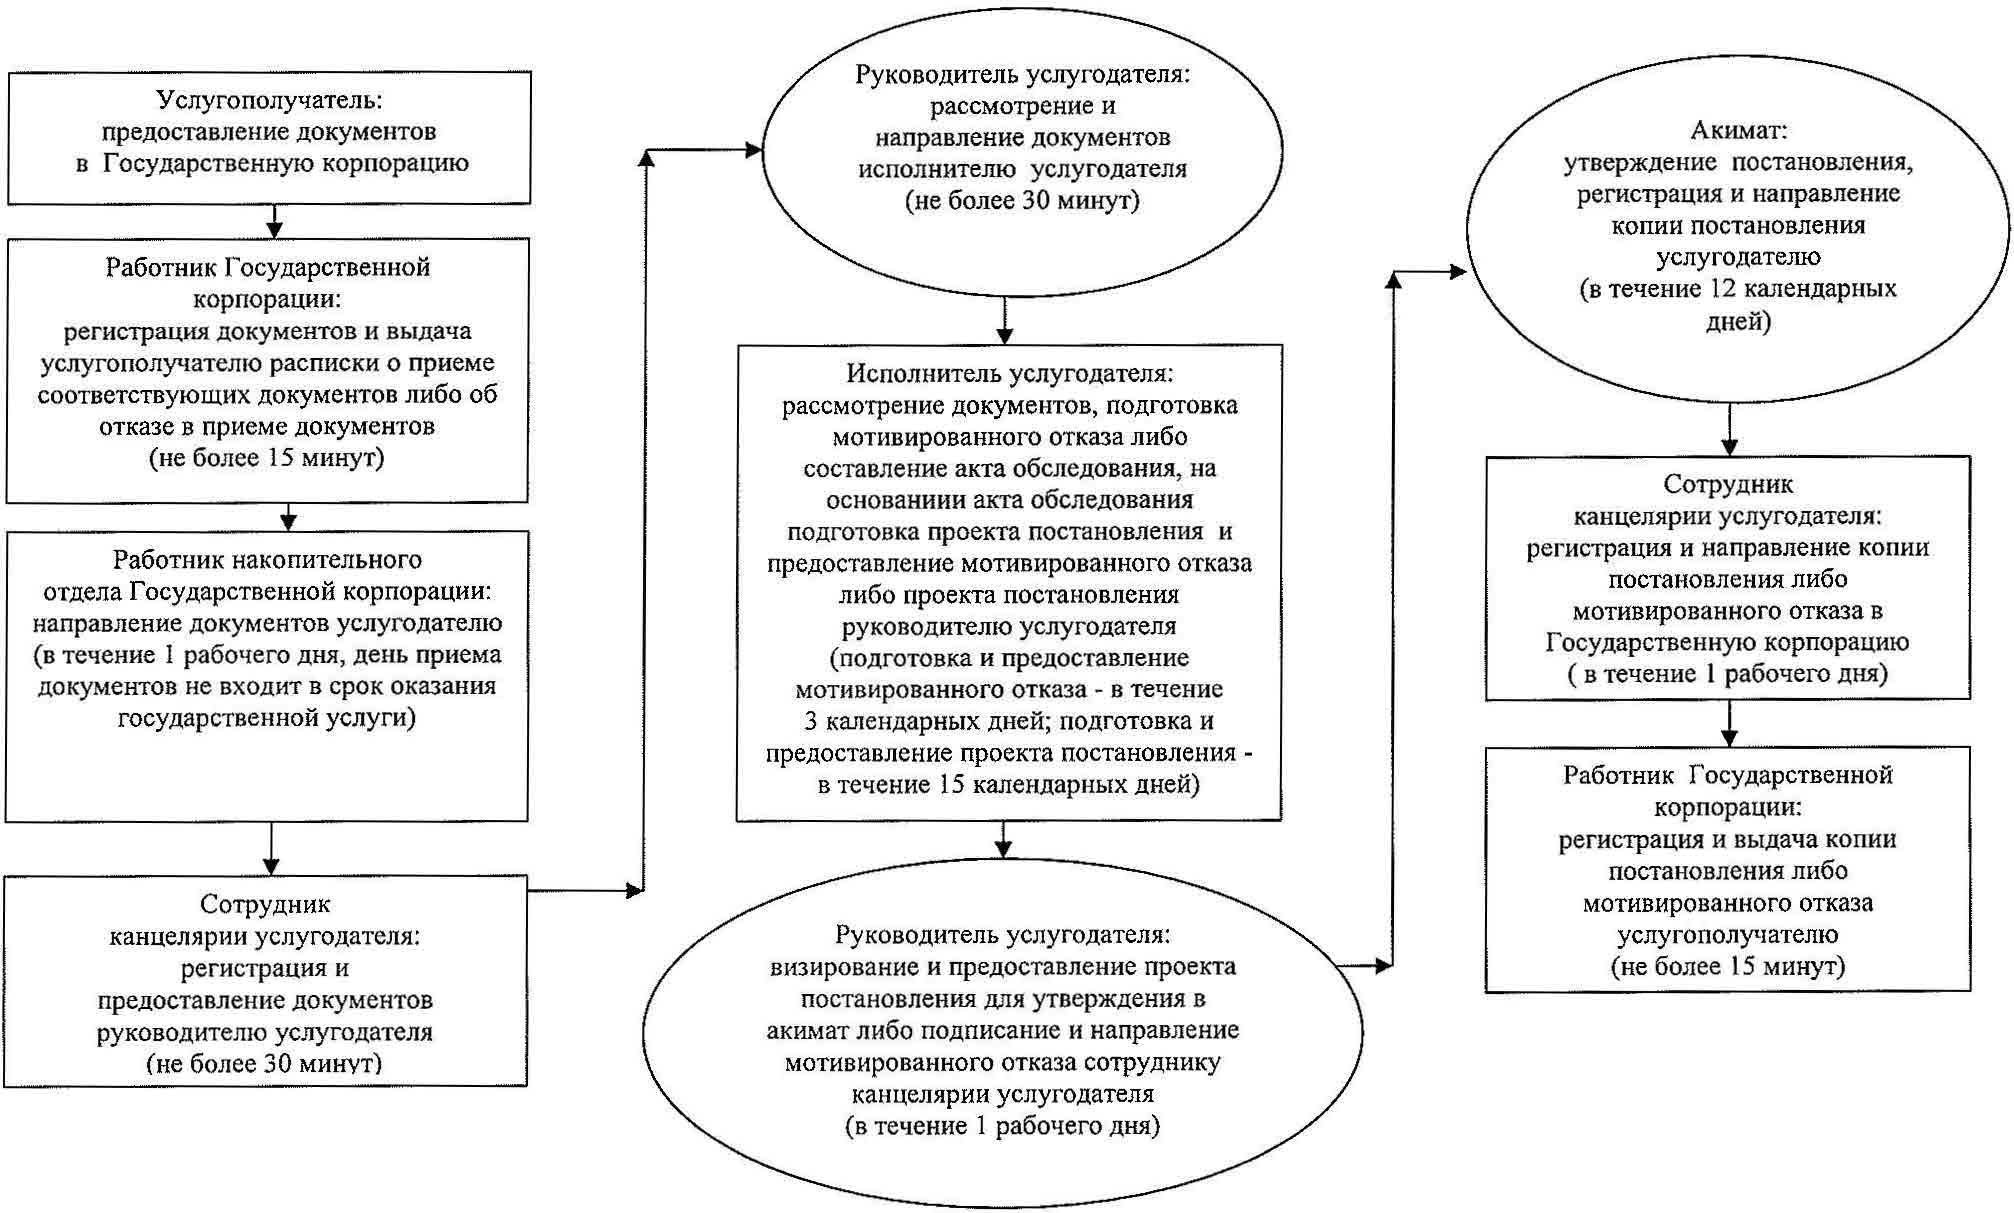 Услугополучатель:
предоставление документов
в Государственную корпорацию
Работник Государственной
корпорации:
регистрация документов и выдача
услугополучателю расписки о приеме
соответствующих документов либо об
отказе в приеме документов
(не более 15 минут)
Работник накопительного
отдела Государственной корпорации:
направление документов услугодателю
(в течение 1 рабочего дня, день приема
документов не входит в срок оказания
государственной услуги)
Сотрудник
канцелярии услугодателя:
регистрация и
предоставление документов
руководителю услугодателя
(не более 30 минут)
Руководитель услугодателя:
рассмотрение и
направление документов
исполнителю услугодателя
(не более 30 минут)
Исполнитель услугодателя:
рассмотрение документов, подготовка
мотивированного отказа либо
составление акта обследования, на
основаниии акта обследования
подготовка проекта постановления и
предоставление мотивированного отказа
либо проекта постановления
руководителю услугодателя
(подготовка и предоставление
мотивированного отказа - в течение
3 календарных дней; подготовка и
предоставление проекта постановления -
в течение 15 календарных дней)
Руководитель услугодателя:
визирование и предоставление проекта
постановления для утверждения в
акимат либо подписание и направление
мотивированного отказа сотруднику
канцелярии услугодателя
(в течение 1 рабочего дня)
Акимат:
утверждение постановления,
регистрация и направление
копии постановления
услугодателю
(в течение 12 календарных
дней)
Сотрудник
канцелярии услугодателя:
регистрация и направление копии
постановления либо
мотивированного отказа в
Государственную корпорацию
( в течение 1 рабочего дня)
Работник Государственной
корпорации:
регистрация и выдача копии
постановления либо
мотивированного отказа
услугополучателю
(не более 15 минут)